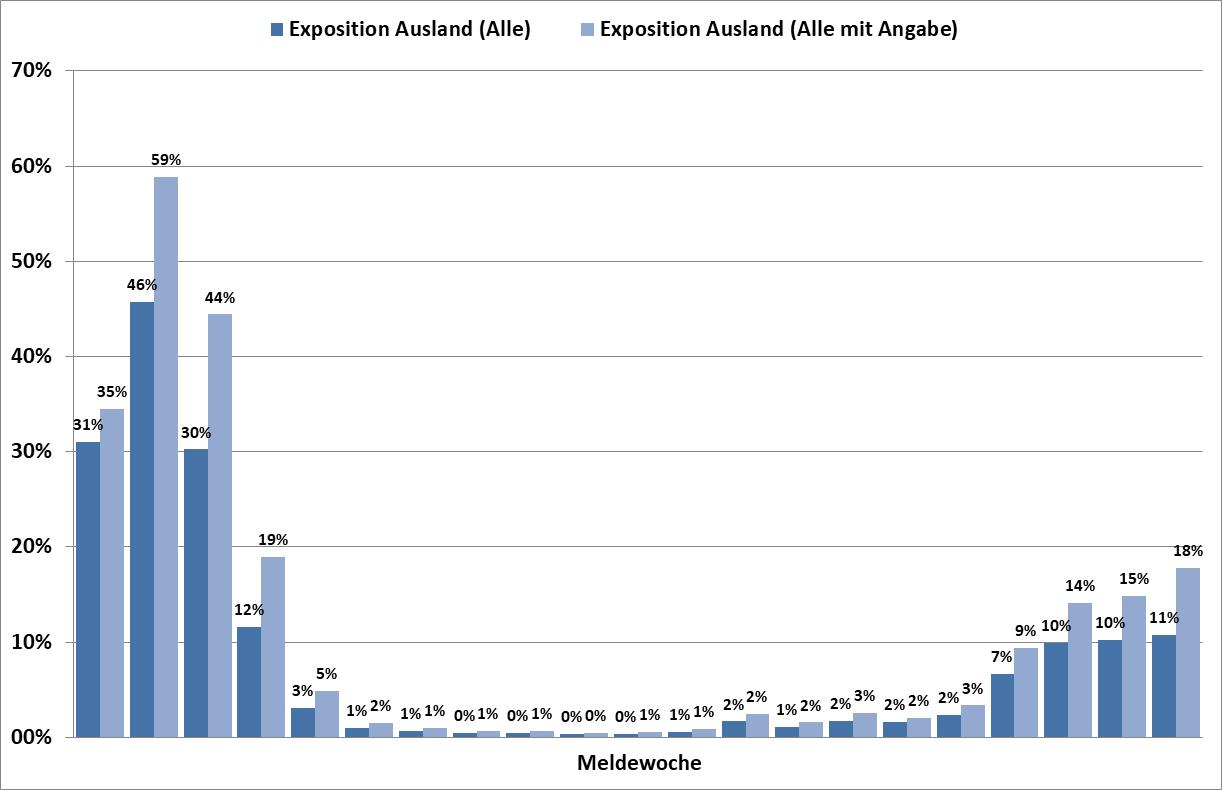 Exposition Ausland (Alle) Exposition Ausland (Alle mit Angabe)
70%
60%
50%
40%
30%
20%
10%
00%
31% 35% 46% 59% 30% 44% 12% 19% 3% 5% 1% 2% 1% 1% 0% 1% 0% 1% 0% 0% 0% 1% 1% 1% 2% 2% 1% 2% 2% 3% 2% 2% 2% 3% 7% 9% 10% 14% 10% 15% 11% 18%
Meldewoche